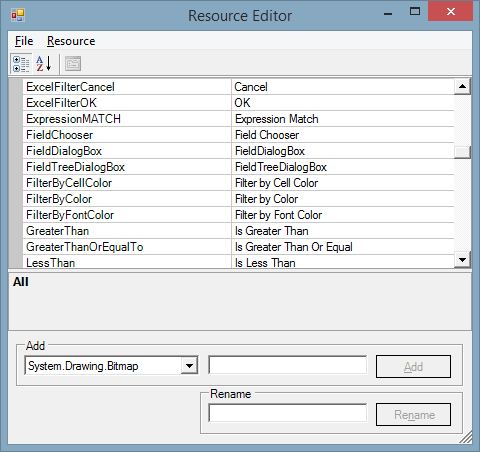 Resource Editor
File Resource
ExcelFilterCancel Cancel
ExcelFilterOK OK
ExpressionMATCH Expression Match
FieldChooser Field Chooser
FieldDialogBox FieldDialogBox
FieldTreeDialogBox FieldTreeDialogBox
FilterByCellColor Filter by Cell Color
FilterByColor Filter by Color
FilterByFontColor Filter by Font Color
GreaterThan Is Greater Than
GreaterThanOrEqualTo Is Greater Than Or Equal
LessThan Is Less Than
All
Add
System.Drawing.Bitmap Add
Rename
Rename